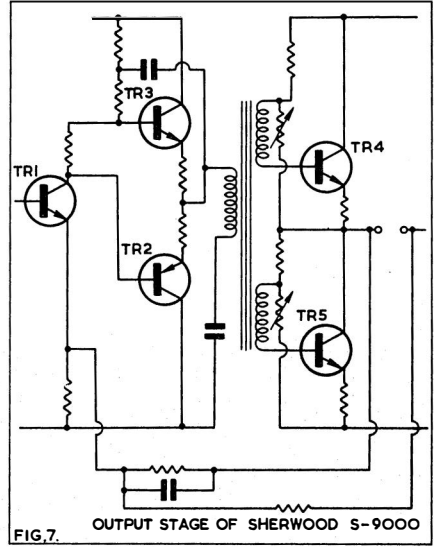 TR3
TR4
TR1
TR2
TR5
OUTPUT STAGE OF SHERWOOD S-9000
FIG,7.